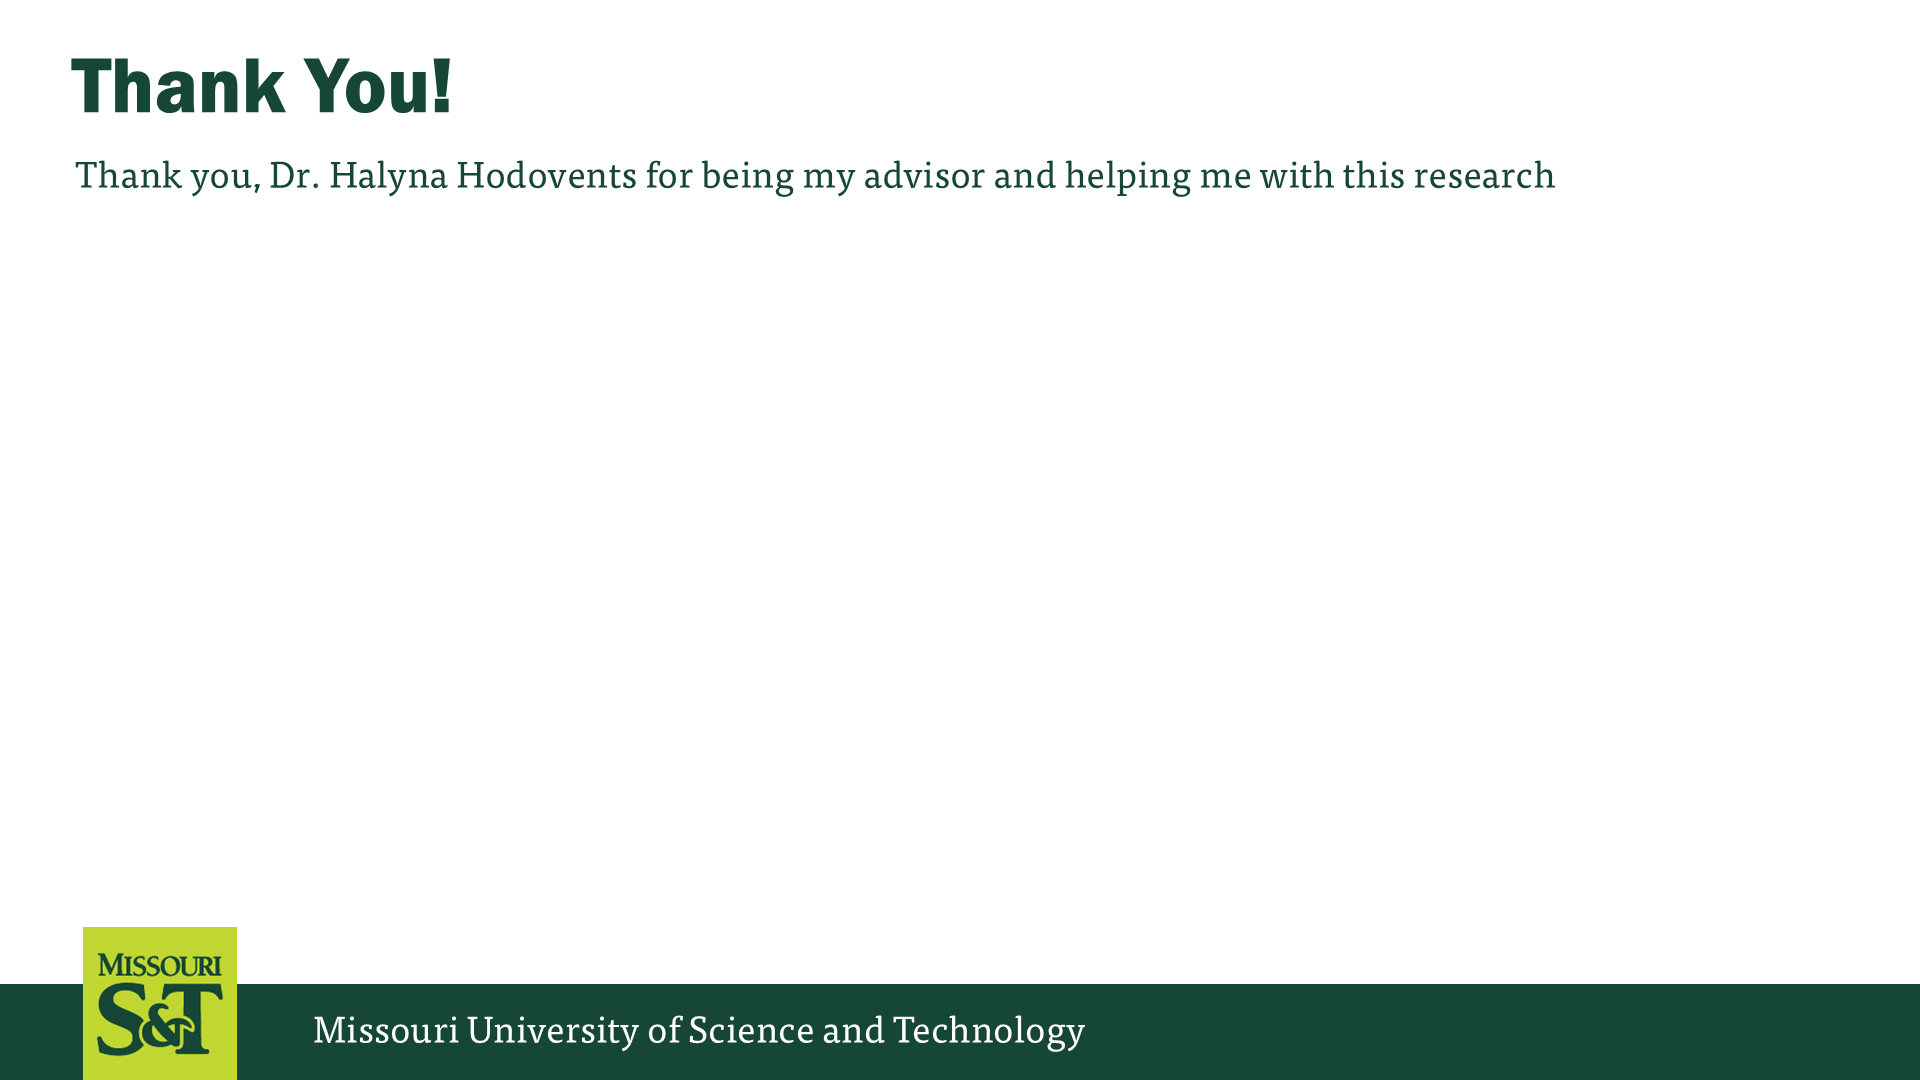 Thank You!
Thank you, Dr. Halyna Hodovents for being my advisor and helping me with this research
MISSOURI
S&T
Missouri University of Science and Technology